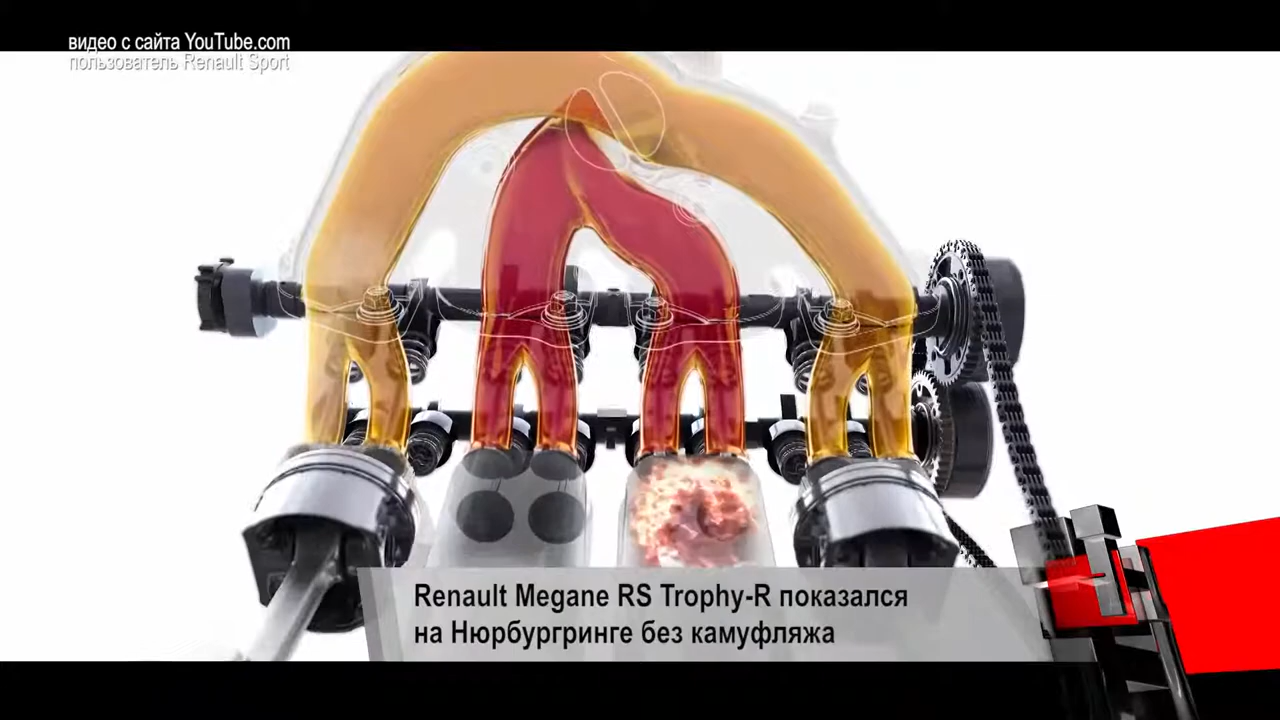 видео с сайта YouTube.com
пользователь Renault Sport
Renault Megane RS Trophy-R показался
на Нюрбургринге без камуфляжа